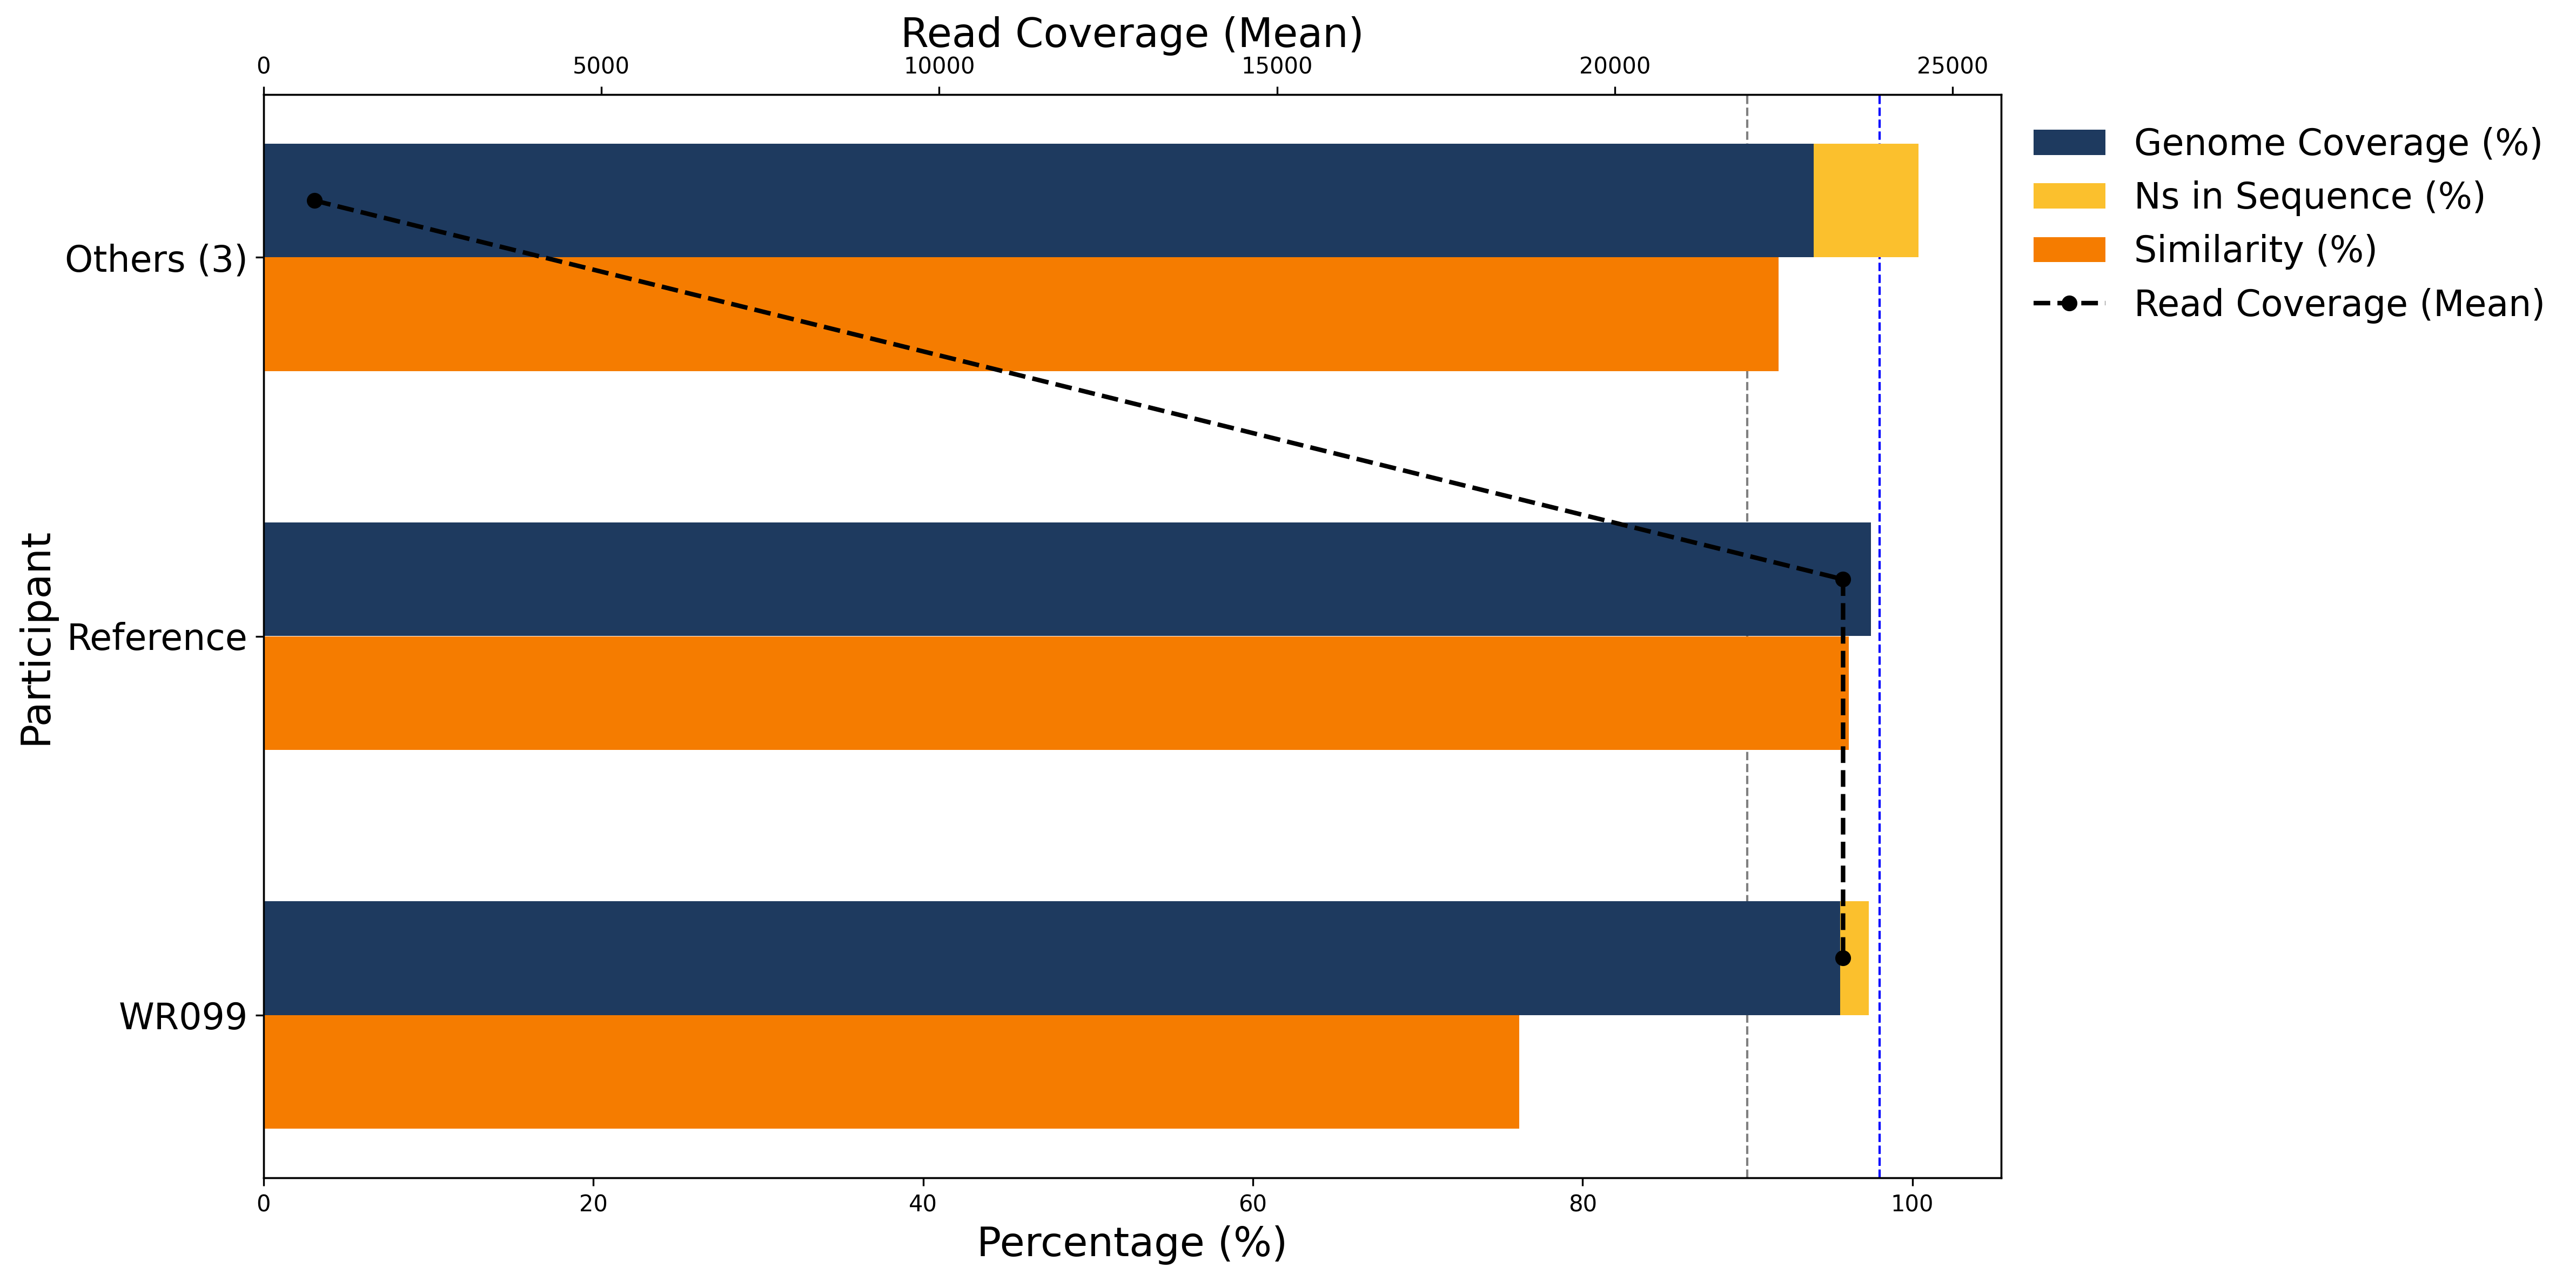 Read Coverage (Mean)
0 5000 10000 15000 20000 25000
Genome Coverage (%)
Ns in Sequence (%)
Similarity (%)
Read Coverage (Mean)
Participant
Others (3)
Reference
WR099
0 20 40 60 80 100
Percentage (%)